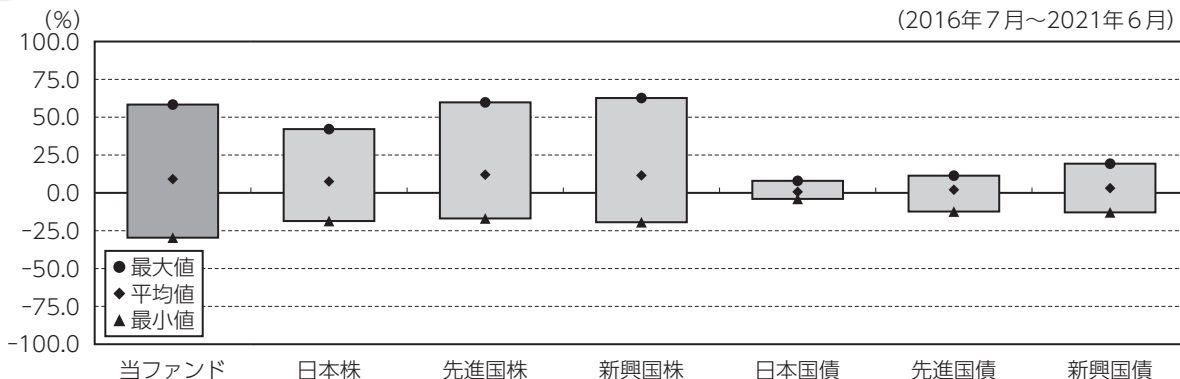 (%)
(2016年7月～2021年6月)
100.0
75.0
50.0
25.0
0.0
-25.0
-50.0
-75.0
-100.0
● 最大値
◆ 平均値
▲ 最小値
当ファンド 日本株 先進国株 新興国株 日本国債 先進国債 新興国債